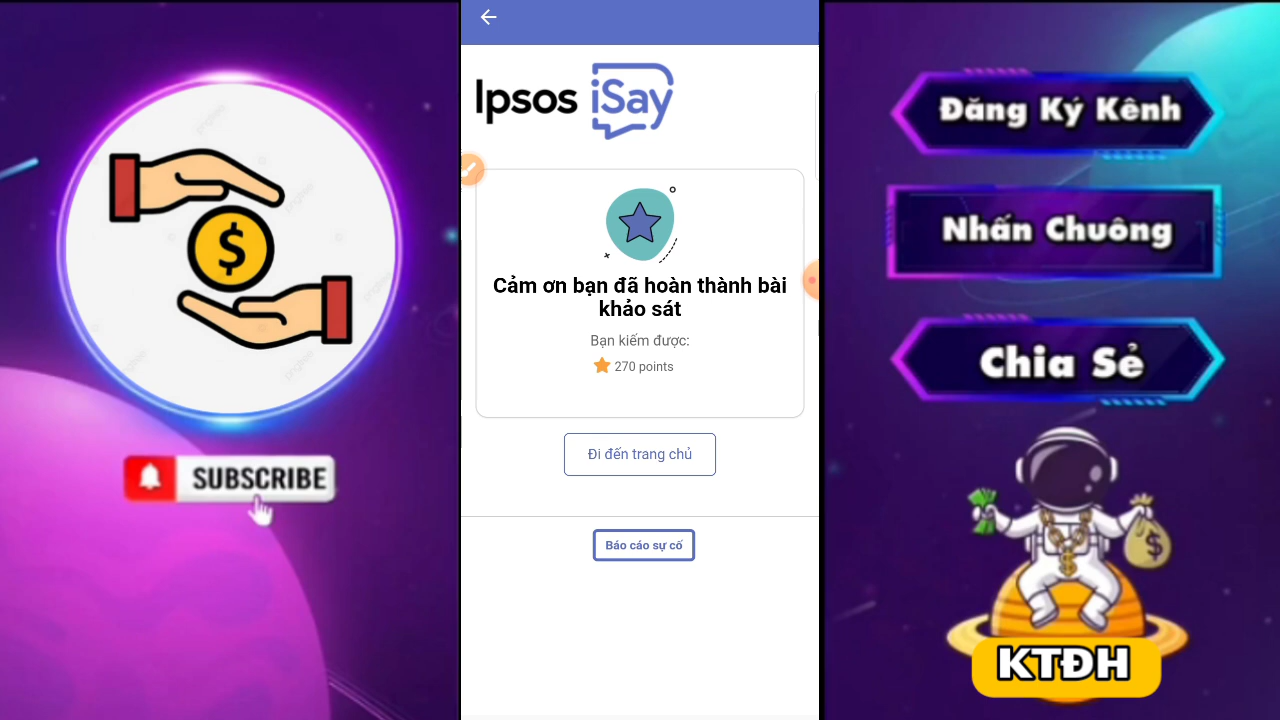 SUBSCRIBE
Ipsos iSay
Cảm ơn bạn đã hoàn thành bài
khảo sát
Bạn kiếm được:
270 points
Đi đến trang chủ
Báo cáo sự cố
Đăng Ký Kênh
Nhấn Chuông
Chia Sẻ
KTĐH